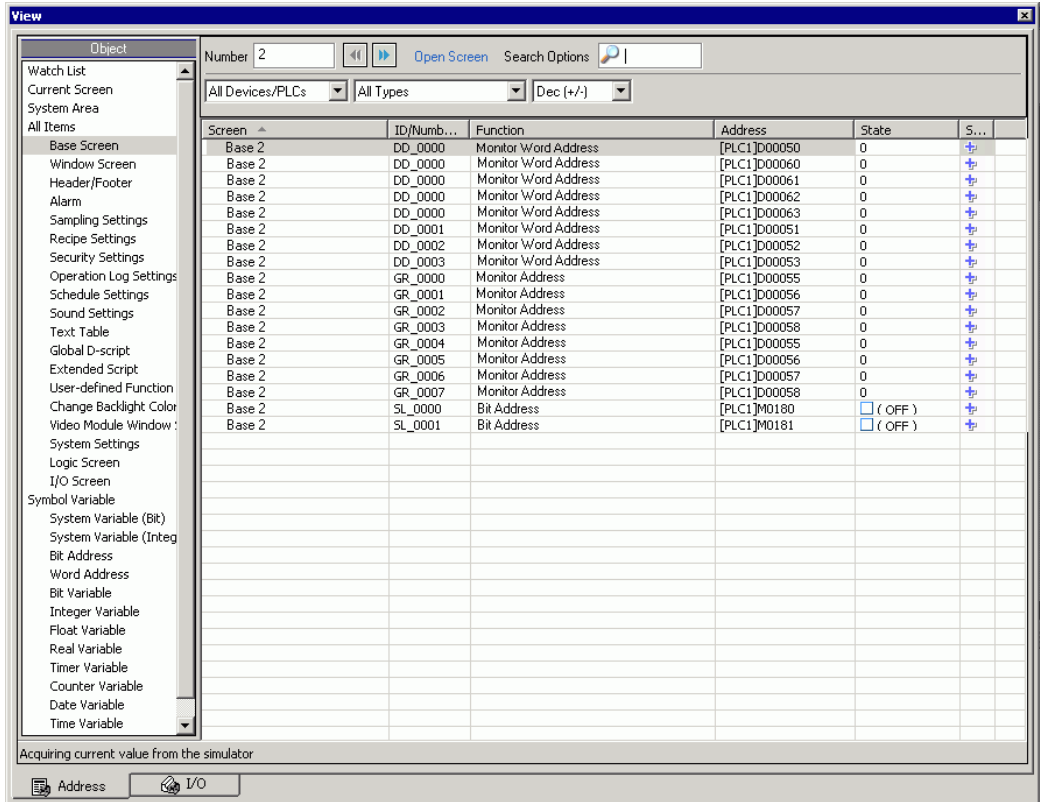 View
Object
Number 2 Open Screen Search Options
All Devices/PLCs All Types Dec (+/-)
Watch List
Current Screen
System Area
All Items
Base Screen
Window Screen
Header/Footer
Alarm
Sampling Settings
Recipe Settings
Security Settings
Operation Log Settings
Schedule Settings
Sound Settings
Text Table
Global D-script
Extended Script
User-defined Function
Change Backlight Color
Video Module Window
System Settings
Logic Screen
I/O Screen
Symbol Variable
System Variable (Bit)
System Variable (Integ
Bit Address
Word Address
Bit Variable
Integer Variable
Float Variable
Real Variable
Timer Variable
Counter Variable
Date Variable
Time Variable
Screen ID/Numb... Function Address State S...
Base 2 DD_0000 Monitor Word Address [PLC1]D00050 0
Base 2 DD_0000 Monitor Word Address [PLC1]D00060 0
Base 2 DD_0000 Monitor Word Address [PLC1]D00061 0
Base 2 DD_0000 Monitor Word Address [PLC1]D00062 0
Base 2 DD_0000 Monitor Word Address [PLC1]D00063 0
Base 2 DD_0001 Monitor Word Address [PLC1]D00051 0
Base 2 DD_0002 Monitor Word Address [PLC1]D00052 0
Base 2 DD_0003 Monitor Word Address [PLC1]D00053 0
Base 2 GR_0000 Monitor Address [PLC1]D00055 0
Base 2 GR_0001 Monitor Address [PLC1]D00056 0
Base 2 GR_0002 Monitor Address [PLC1]D00057 0
Base 2 GR_0003 Monitor Address [PLC1]D00058 0
Base 2 GR_0004 Monitor Address [PLC1]D00055 0
Base 2 GR_0005 Monitor Address [PLC1]D00056 0
Base 2 GR_0006 Monitor Address [PLC1]D00057 0
Base 2 GR_0007 Monitor Address [PLC1]D00058 0
Base 2 SL_0000 Bit Address [PLC1]M0180 ( OFF )
Base 2 SL_0001 Bit Address [PLC1]M0181 ( OFF )
Acquiring current value from the simulator
Address I/O